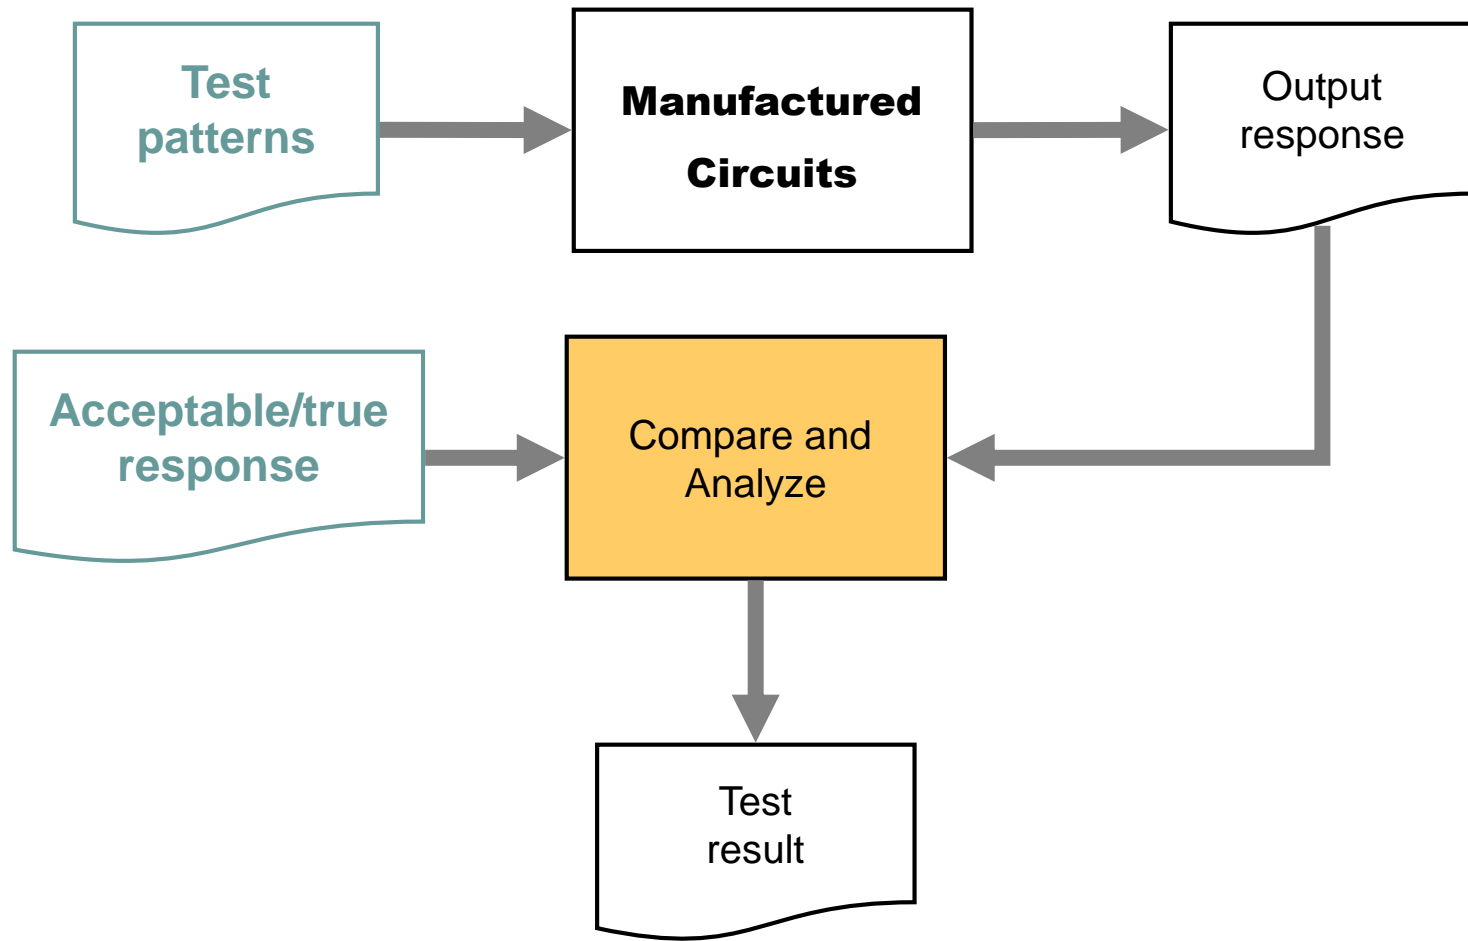 Test
patterns
Manufactured
Circuits
Output
response
Acceptable/true
response
Compare and
Analyze
Test
result